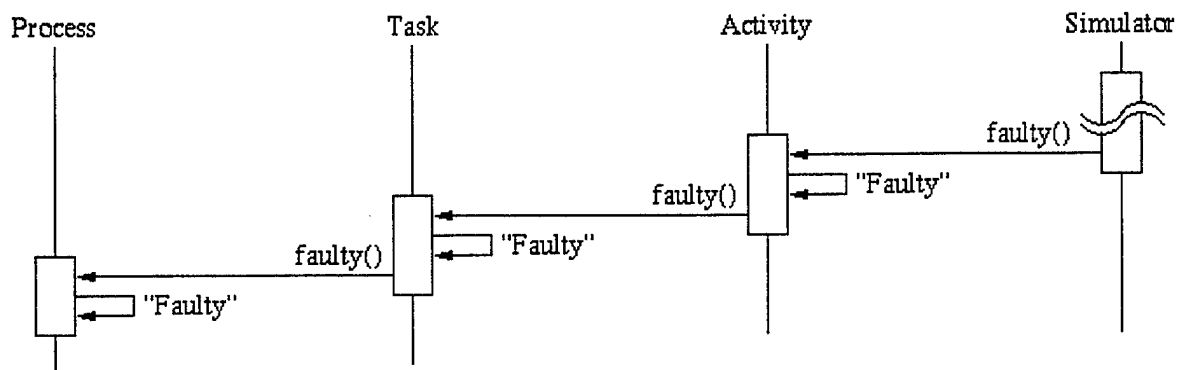 Process
Task
Activity
Simulator
faulty()
"Faulty"
faulty()
"Faulty"
faulty()
"Faulty"